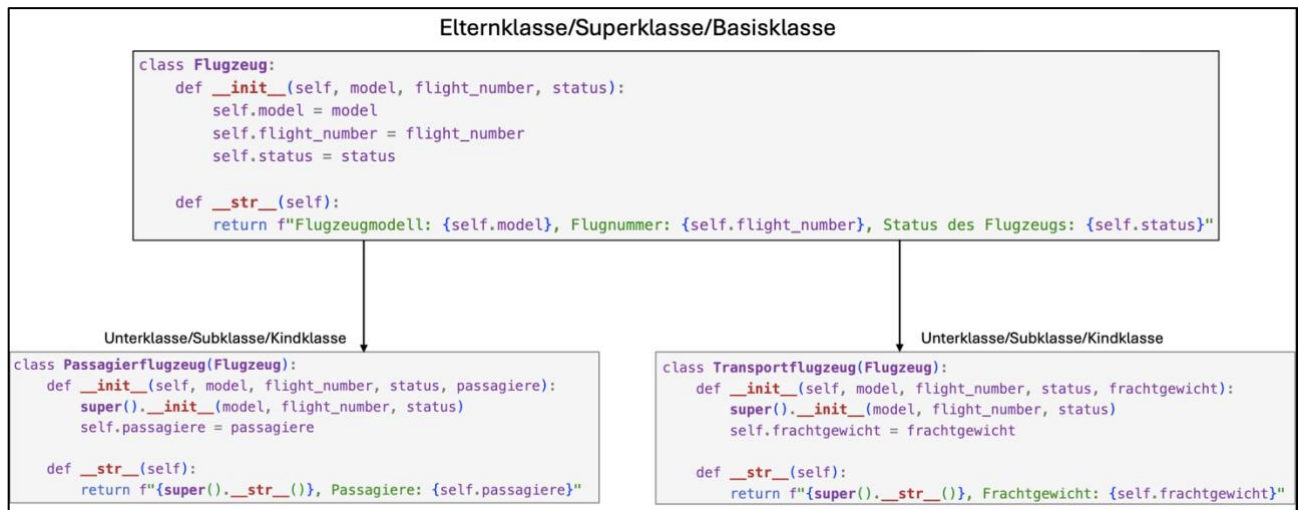 Elternklasse/Superklasse/Basisklasse
class Flugzeug:
    def __init__(self, model, flight_number, status):
        self.model = model
        self.flight_number = flight_number
        self.status = status
    def __str__(self):
        return f"Flugzeugmodell: {self.model}, Flugnummer: {self.flight_number}, Status des Flugzeugs: {self.status}"
Unterklasse/Subklasse/Kindklasse
class Passagierflugzeug(Flugzeug):
    def __init__(self, model, flight_number, status, passagiere):
        super().__init__(model, flight_number, status)
        self.passagiere = passagiere
    def __str__(self):
        return f"{super().__str__()}, Passagiere: {self.passagiere}"
Unterklasse/Subklasse/Kindklasse
class Transportflugzeug(Flugzeug):
    def __init__(self, model, flight_number, status, frachtgewicht):
        super().__init__(model, flight_number, status)
        self.frachtgewicht = frachtgewicht
    def __str__(self):
        return f"{super().__str__()}, Frachtgewicht: {self.frachtgewicht}"